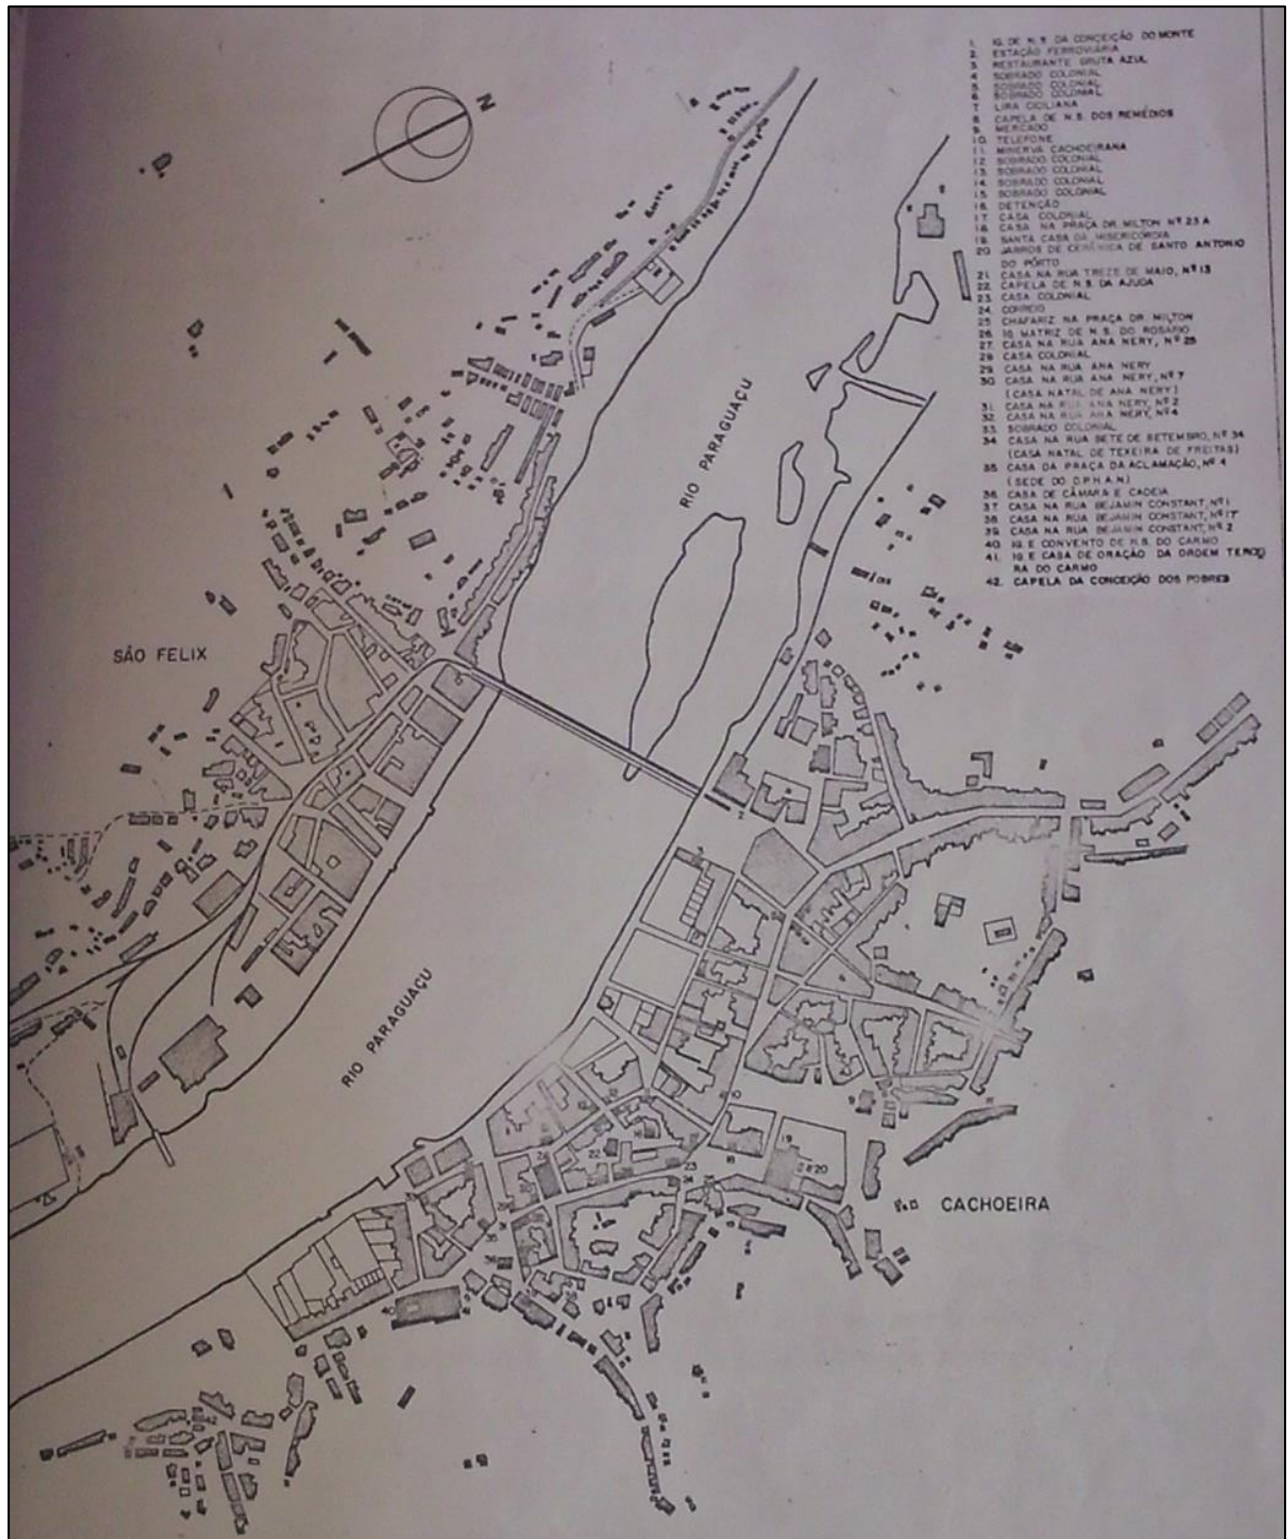 1. IG. DE N. S. DA CONCEIÇÃO DO MONTE
2. ESTAÇÃO FERROVIÁRIA
3. RESTAURANTE GRUTA AZUL
4. SOBRADO COLONIAL
5. SOBRADO COLONIAL
6. SOBRADO COLONIAL
7. LIRA CICILIANA
8. CAPELA DE N. S. DOS REMÉDIOS
9. MERCADO
10. TELEFONE
11. MINERVA CACHOEIRANA
12. SOBRADO COLONIAL
13. SOBRADO COLONIAL
14. SOBRADO COLONIAL
15. SOBRADO COLONIAL
16. DETENÇÃO
17. CASA COLONIAL
18. CASA NA PRAÇA DR. MILTON Nº 23 A
19. SANTA CASA DA MISERICÓRDIA
20. JARROS DE CERÂMICA DE SANTO ANTONIO
DO PÔRTO
21. CASA NA RUA TREZE DE MAIO, Nº 13
22. CAPELA DE N. S. DA AJUDA
23. CASA COLONIAL
24. CORREIO
25. CHAFARIZ NA PRAÇA DR. MILTON
26. IG. MATRIZ DE N. S. DO ROSÁRIO
27. CASA NA RUA ANA NERY, Nº 25
28. CASA COLONIAL
29. CASA NA RUA ANA NERY
30. CASA NA RUA ANA NERY, Nº 7
(CASA NATAL DE ANA NERY)
31. CASA NA RUA ANA NERY, Nº 2
32. CASA NA RUA ANA NERY, Nº 4
33. SOBRADO COLONIAL
34. CASA NA RUA SETE DE SETEMBRO, Nº 34
(CASA NATAL DE TEXEIRA DE FREITAS)
35. CASA DA PRAÇA DA ACLAMAÇÃO, Nº 4
(SEDE DO D.P.H.A.N.)
36. CASA DE CÂMARA E CADEIA
37. CASA NA RUA BEJAMIN CONSTANT, Nº 1
38. CASA NA RUA BEJAMIN CONSTANT, Nº 17
39. CASA NA RUA BEJAMIN CONSTANT, Nº 2
40. IG. E CONVENTO DE N. S. DO CARMO
41. IG. E CASA DE ORAÇÃO DA ORDEM TERCEI
RA DO CARMO
42. CAPELA DA CONCEIÇÃO DOS POBRES
N
RIO PARAGUAÇU
SÃO FELIX
RIO PARAGUAÇU
2
10
9
19
22
18
23
20
CACHOEIRA
40
42